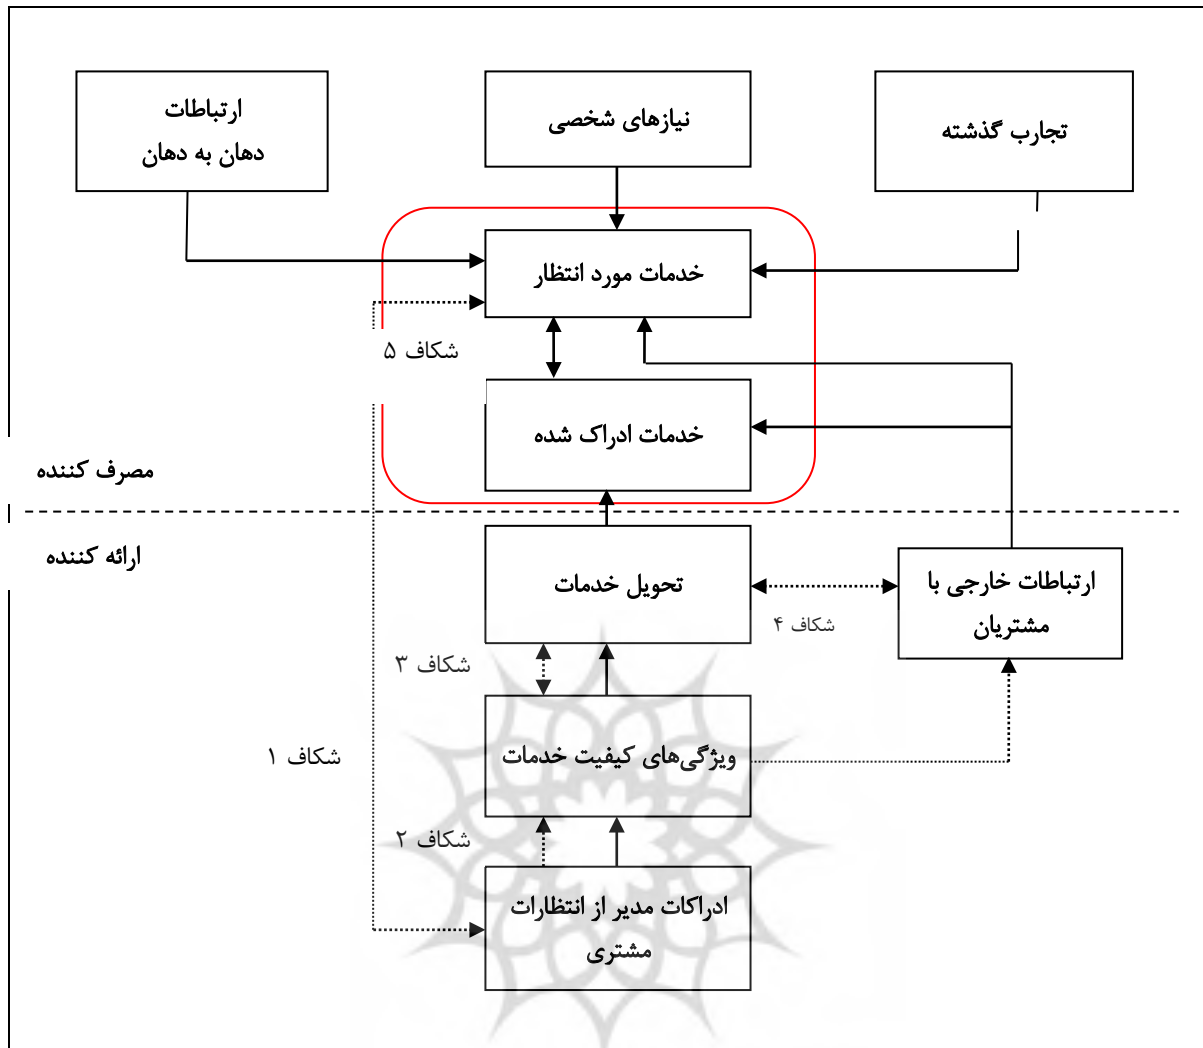 تجارب گذشته
نیازهای شخصی
ارتباطات
دهان به دهان
خدمات مورد انتظار
شکاف ۵
خدمات ادراک شده
مصرف کننده
ارائه کننده
تحویل خدمات
ارتباطات خارجی با
مشتریان
شکاف ۴
شکاف ۳
ویژگی‌های کیفیت خدمات
شکاف ۱
شکاف ۲
ادراکات مدیر از انتظارات
مشتری